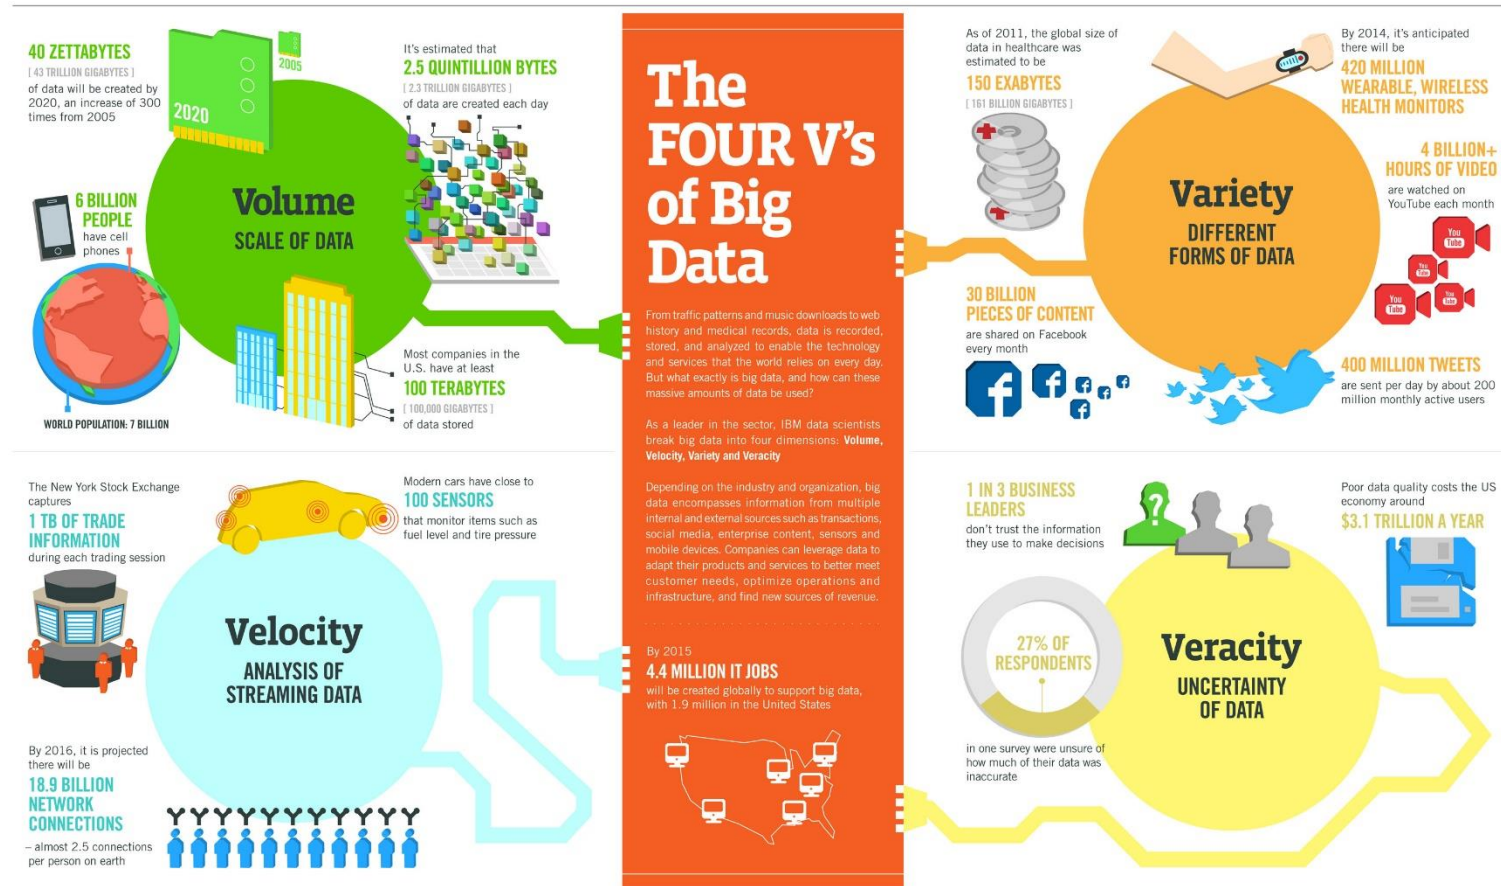 40 ZETTABYTES
[ 43 TRILLION GIGABYTES ]
of data will be created by
2020, an increase of 300
times from 2005
2020
2005
It's estimated that
2.5 QUINTILLION BYTES
[ 2.3 TRILLION GIGABYTES ]
of data are created each day
6 BILLION
PEOPLE
have cell
phones
WORLD POPULATION: 7 BILLION
Volume
SCALE OF DATA
Most companies in the
U.S. have at least
100 TERABYTES
[ 100,000 GIGABYTES ]
of data stored
The New York Stock Exchange
captures
1 TB OF TRADE
INFORMATION
during each trading session
Modern cars have close to
100 SENSORS
that monitor items such as
fuel level and tire pressure
Velocity
ANALYSIS OF
STREAMING DATA
By 2016, it is projected
there will be
18.9 BILLION
NETWORK
CONNECTIONS
– almost 2.5 connections
per person on earth
The
FOUR V's
of Big
Data
From traffic patterns and music downloads to web
history and medical records, data is recorded,
stored, and analyzed to enable the technology
and services that the world relies on every day.
But what exactly is big data, and how can these
massive amounts of data be used?
As a leader in the sector, IBM data scientists
break big data into four dimensions: Volume,
Velocity, Variety and Veracity
Depending on the industry and organization, big
data encompasses information from multiple
internal and external sources such as transactions,
social media, enterprise content, sensors and
mobile devices. Companies can leverage data to
adapt their products and services to better meet
customer needs, optimize operations and
infrastructure, and find new sources of revenue.
By 2015
4.4 MILLION IT JOBS
will be created globally to support big data,
with 1.9 million in the United States
As of 2011, the global size of
data in healthcare was
estimated to be
150 EXABYTES
[ 161 BILLION GIGABYTES ]
By 2014, it's anticipated
there will be
420 MILLION
WEARABLE, WIRELESS
HEALTH MONITORS
4 BILLION+
HOURS OF VIDEO
are watched on
YouTube each month
You
Tube
You
Tube
You
Tube
You
Tube
Variety
DIFFERENT
FORMS OF DATA
30 BILLION
PIECES OF CONTENT
are shared on Facebook
every month
400 MILLION TWEETS
are sent per day by about 200
million monthly active users
1 IN 3 BUSINESS
LEADERS
don't trust the information
they use to make decisions
?
Poor data quality costs the US
economy around
$3.1 TRILLION A YEAR
27% OF
RESPONDENTS
in one survey were unsure of
how much of their data was
inaccurate
Veracity
UNCERTAINTY
OF DATA